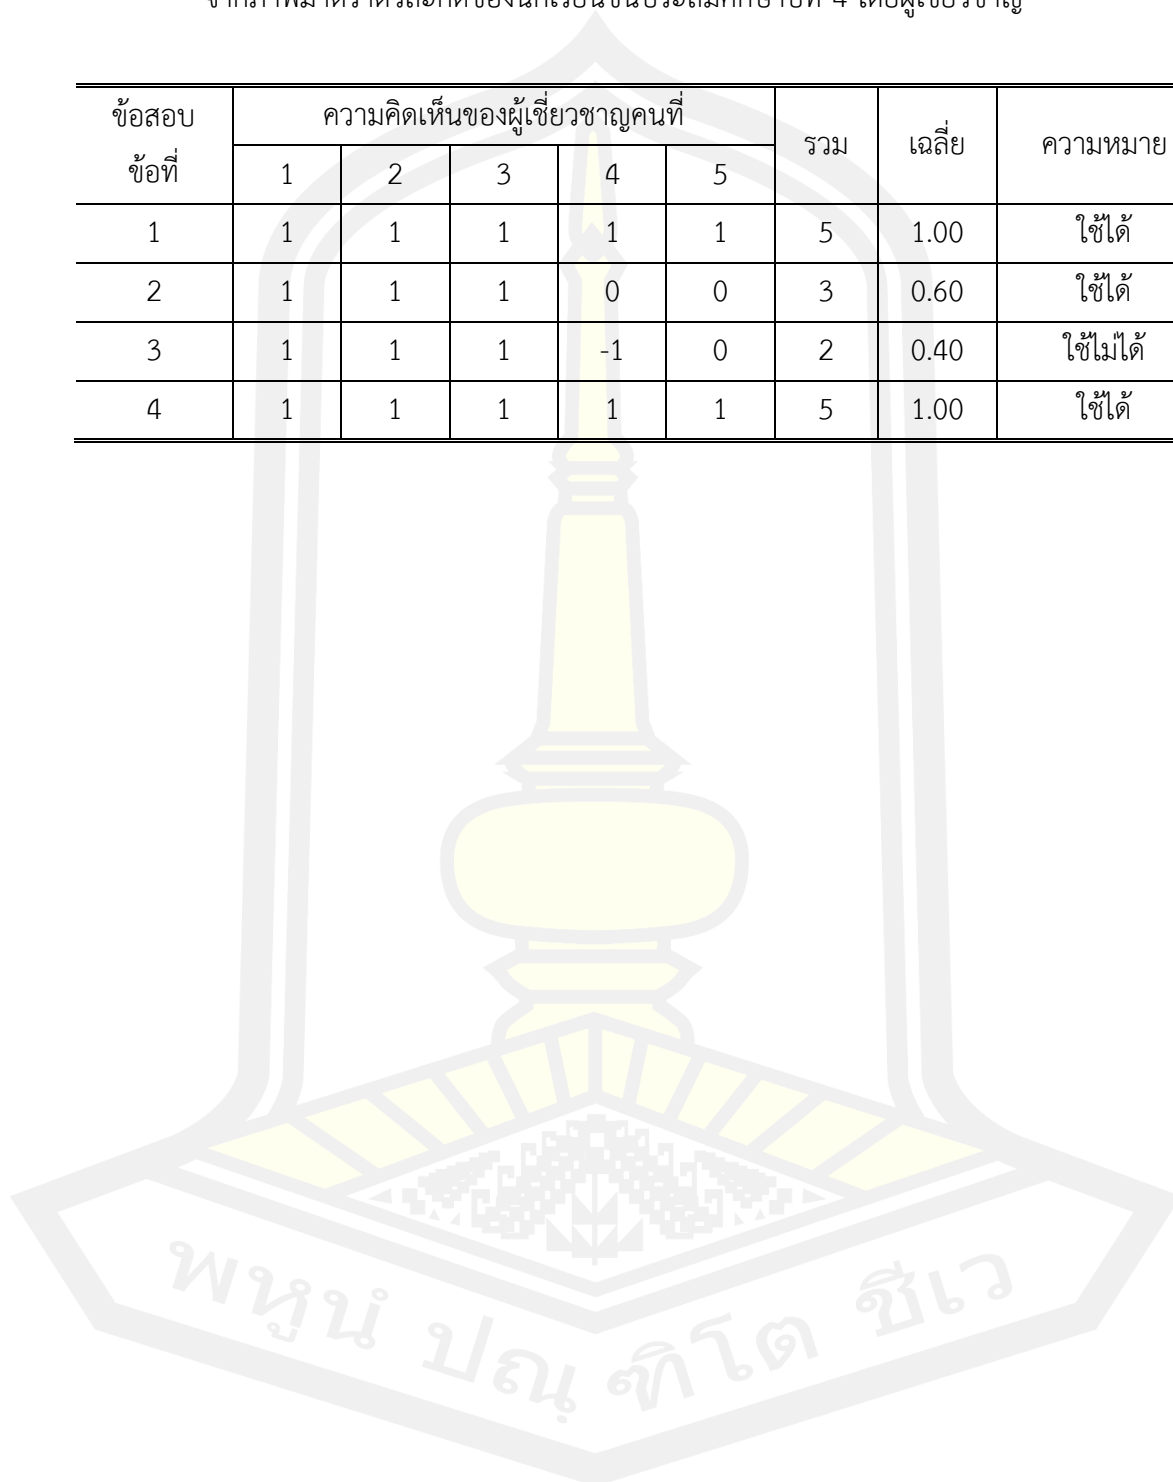 ข้อสอบ ความคิดเห็นของผู้เชี่ยวชาญคนที่ รวม เฉลี่ย ความหมาย
ข้อที่ 1 2 3 4 5
1 1 1 1 1 1 5 1.00 ใช้ได้
2 1 1 1 0 0 3 0.60 ใช้ได้
3 1 1 1 -1 0 2 0.40 ใช้ไม่ได้
4 1 1 1 1 1 5 1.00 ใช้ได้
พหูนํ ปณฺฑิโต ชีเว